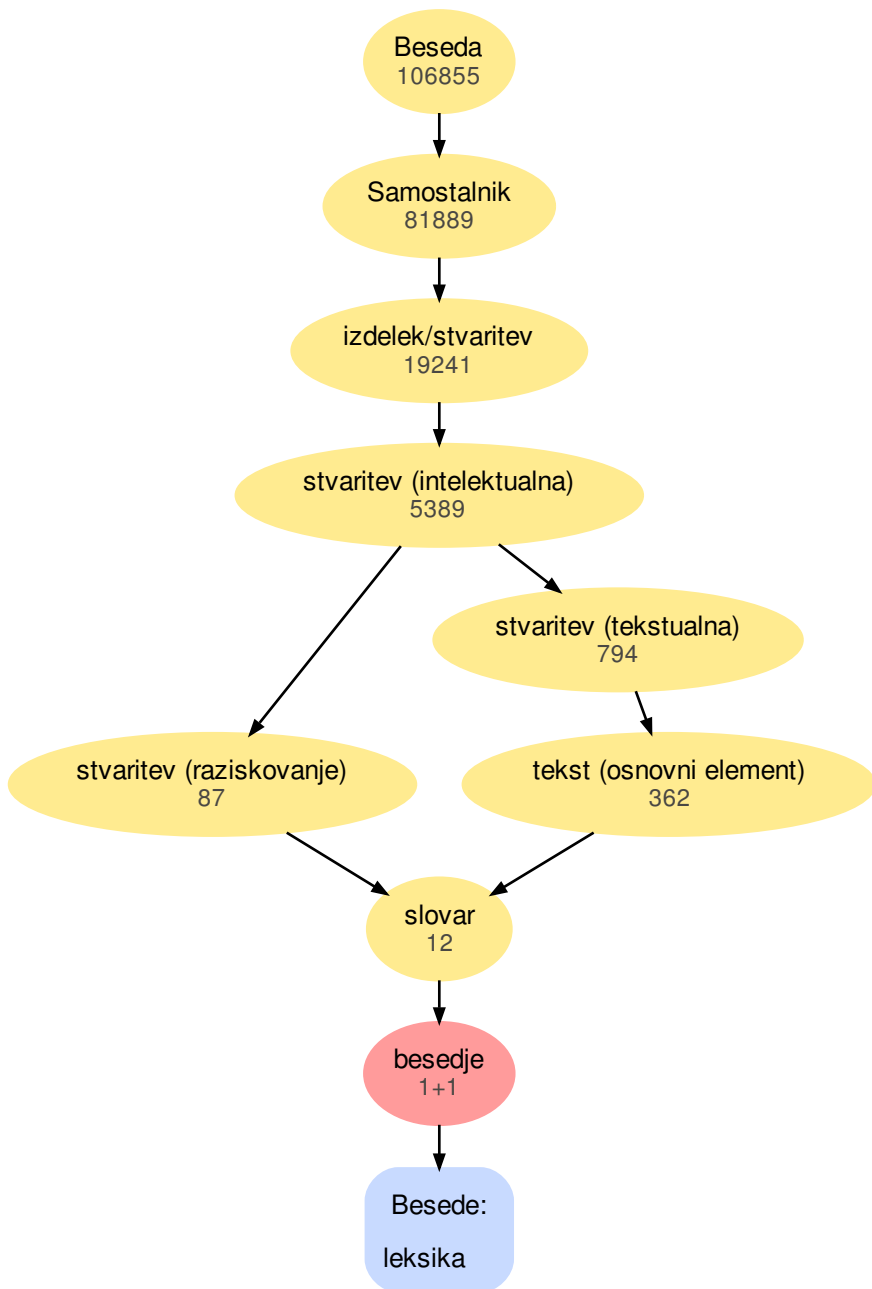 Beseda
106855
Samostalnik
81889
izdelek/stvaritev
19241
stvaritev (intelektualna)
5389
stvaritev (tekstualna)
794
stvaritev (raziskovanje)
87
tekst (osnovni element)
362
slovar
12
besedje
1+1
Besede:
leksika